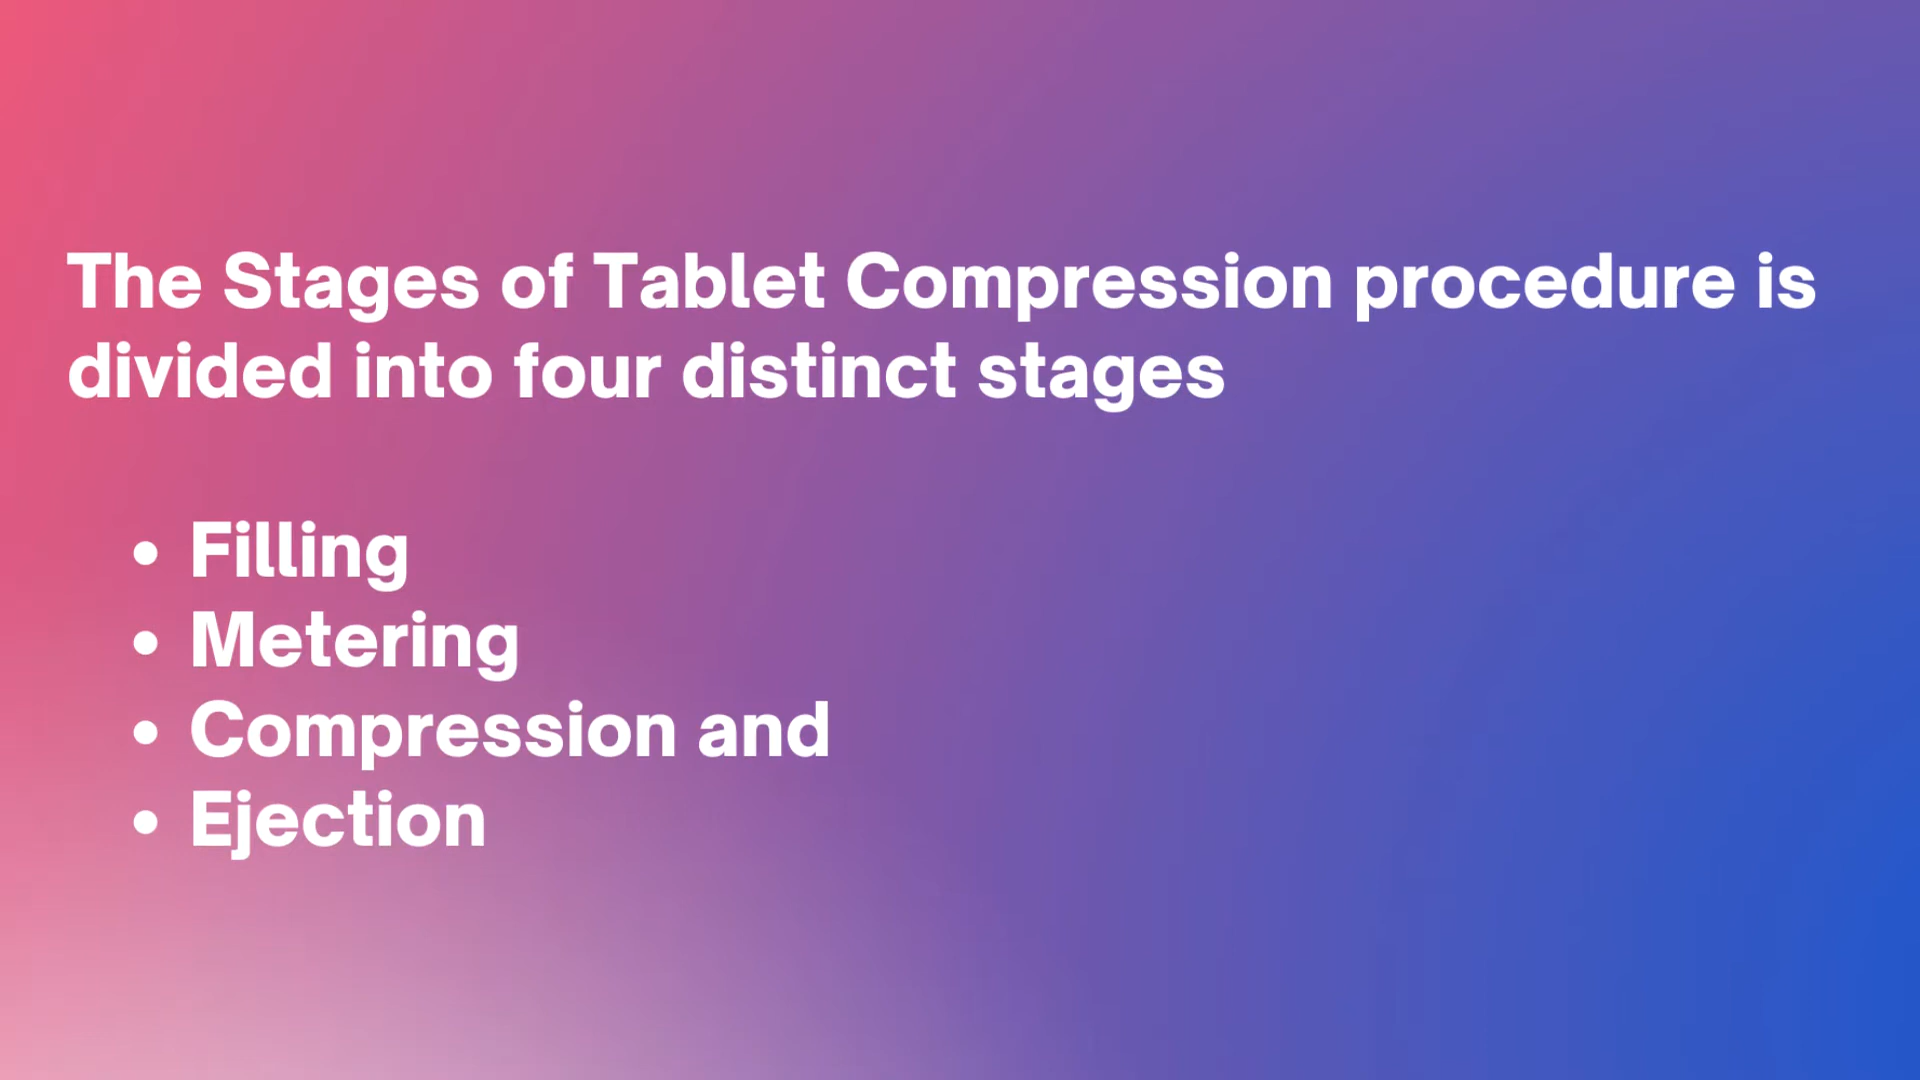 The Stages of Tablet Compression procedure is
divided into four distinct stages
• Filling
• Metering
• Compression and
• Ejection